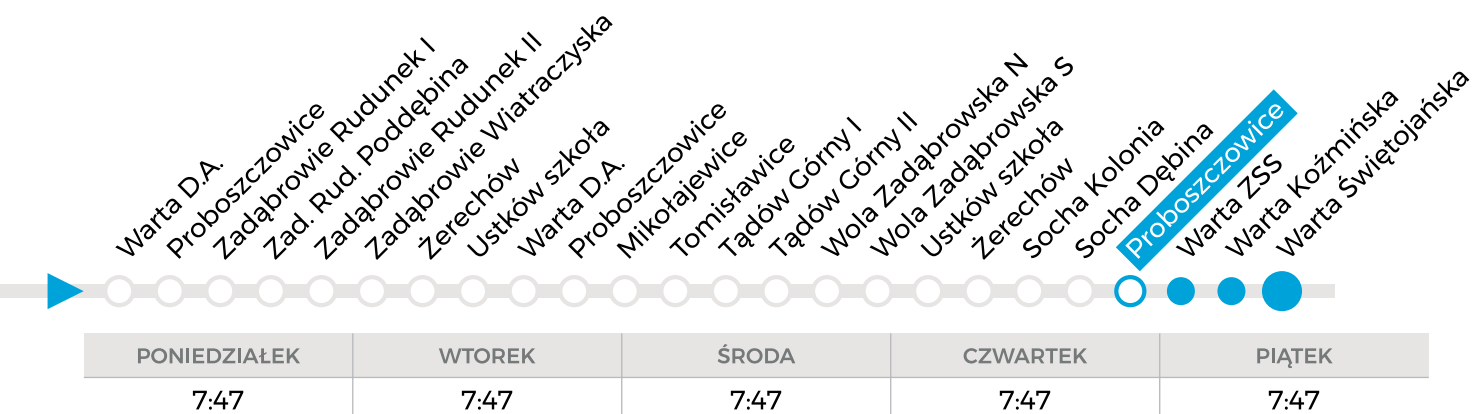 Warta D.A.
Proboszczowice
Zadąbrowie Rudunek I
Zad. Rud. Poddębina
Zadąbrowie Rudunek II
Zadąbrowie Wiatraczyska
Żerechów
Ustków szkoła
Warta D.A.
Proboszczowice
Mikołajewice
Tomisławice
Tądów Górny I
Tądów Górny II
Wola Zadąbrowska N
Wola Zadąbrowska S
Ustków szkoła
Żerechów
Socha Kolonia
Socha Dębina
Proboszczowice
Warta ZSS
Warta Koźmińska
Warta Świętojańska
PONIEDZIAŁEK WTOREK ŚRODA CZWARTEK PIĄTEK
7:47 7:47 7:47 7:47 7:47